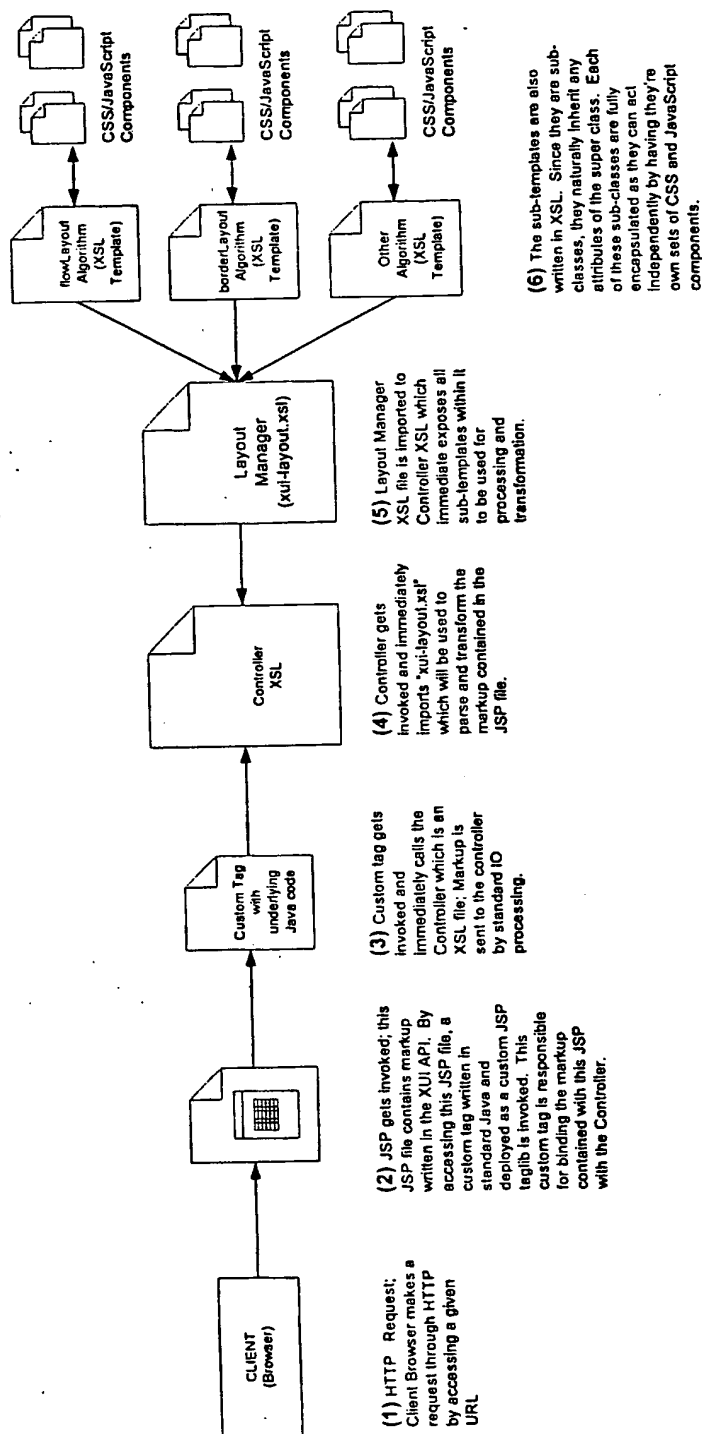 CLIENT
(Browser)
(1) HTTP Request;
Client Browser makes a
request through HTTP
by accessing a given
URL
(2) JSP gets invoked; this
JSP file contains markup
written in the XUI API. By
accessing this JSP file, a
custom tag written in
standard Java and
deployed as a custom JSP
taglib is invoked. This
custom tag is responsible
for binding the markup
contained with this JSP
with the Controller.
Custom Tag
with
underlying
Java code
(3) Custom tag gets
invoked and
immediately calls the
Controller which is an
XSL file; Markup is
sent to the controller
by standard IO
processing.
Controller
XSL
(4) Controller gets
invoked and immediately
imports "xui-layout.xsl"
which will be used to
parse and transform the
markup contained in the
JSP file.
Layout
Manager
(xui-layout.xsl)
(5) Layout Manager
XSL file is imported to
Controller XSL which
immediate exposes all
sub-templates within it
to be used for
processing and
transformation.
flowLayout
Algorithm
(XSL
Template)
CSS/JavaScript
Components
borderLayout
Algorithm
(XSL
Template)
CSS/JavaScript
Components
Other
Algorithm
(XSL
Template)
CSS/JavaScript
Components
(6) The sub-templates are also
written in XSL. Since they are sub-
classes, they naturally inherit any
attributes of the super class. Each
of these sub-classes are fully
encapsulated as they can act
independently by having they're
own sets of CSS and JavaScript
components.